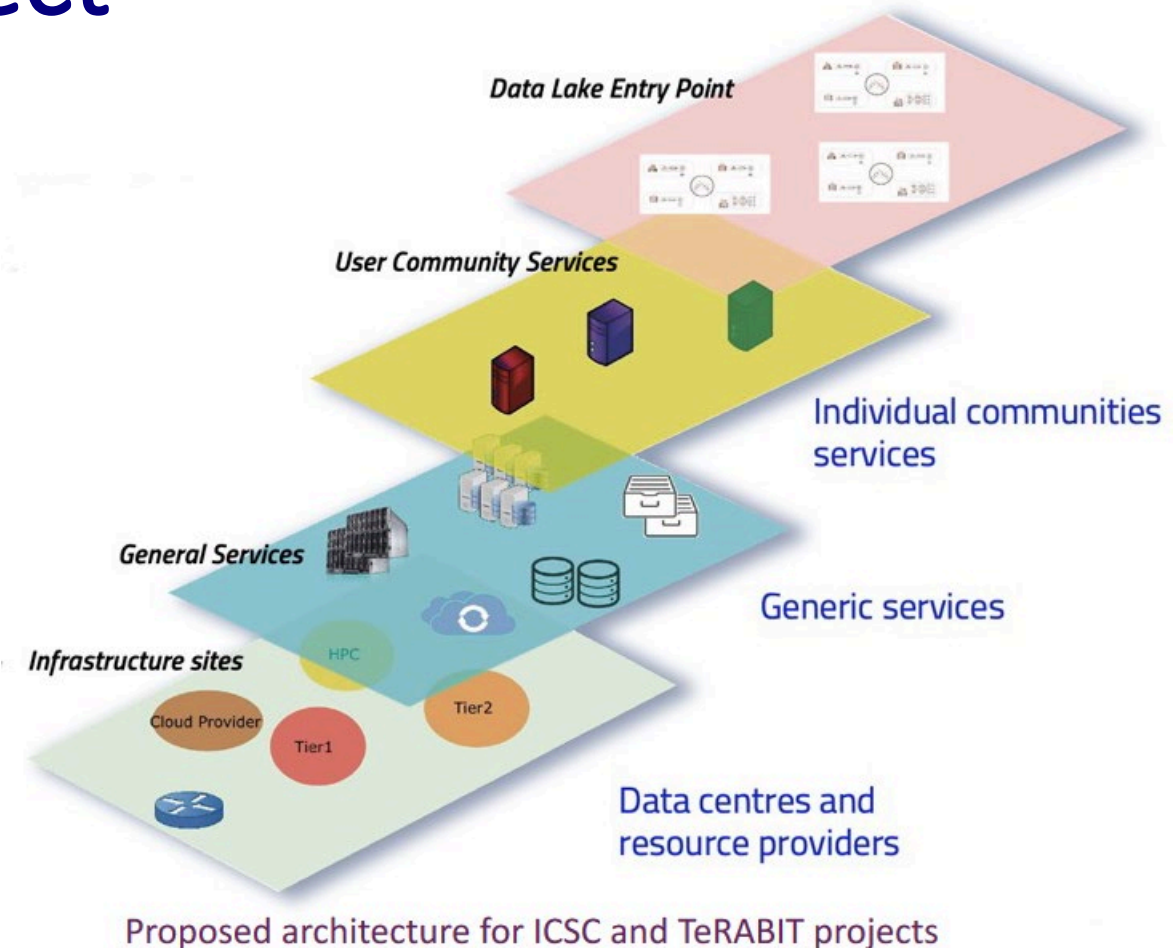 Data Lake Entry Point
User Community Services
Individual communities
services
General Services
Generic services
Infrastructure sites
HPC
Cloud Provider
Tier1
Tier2
Data centres and
resource providers
Proposed architecture for ICSC and TeRABIT projects